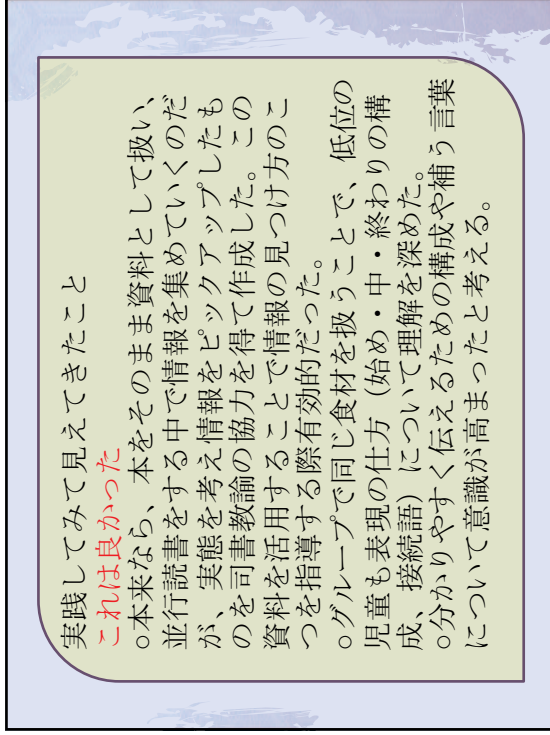 実践してみて見えてきたこと
これは良かった
○本来なら、本をそのまま資料として扱い、
並行読書をする中で情報を集めていくのだ
が、実態を考え情報をピックアップしたも
のを司書教諭の協力を得て作成した。この
資料を活用することで情報の見つけ方のこ
つを指導する際有効的だった。
○グループで同じ食材を扱うことで、低位の
児童も表現の仕方（始め・中・終わりの構
成、接続語）について理解を深めた。
○分かりやすく伝えるための構成や補う言葉
について意識が高まったと考える。